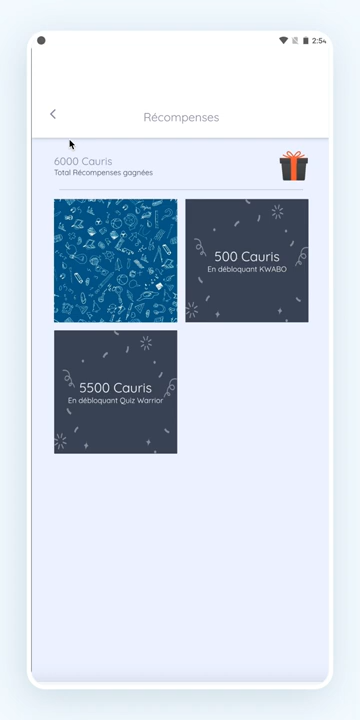 2:54
Récompenses
6000 Cauris
Total Récompenses gagnées
500 Cauris
En débloquant KWABO
5500 Cauris
En débloquant Quiz Warrior